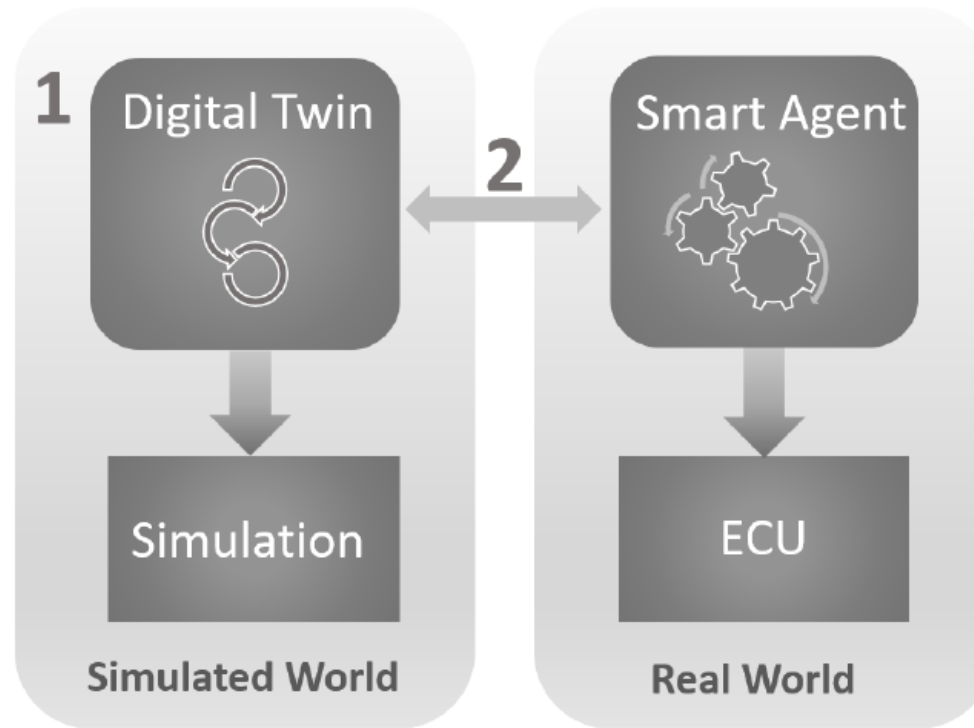 1
Digital Twin
2
Smart Agent
Simulation
ECU
Simulated World
Real World